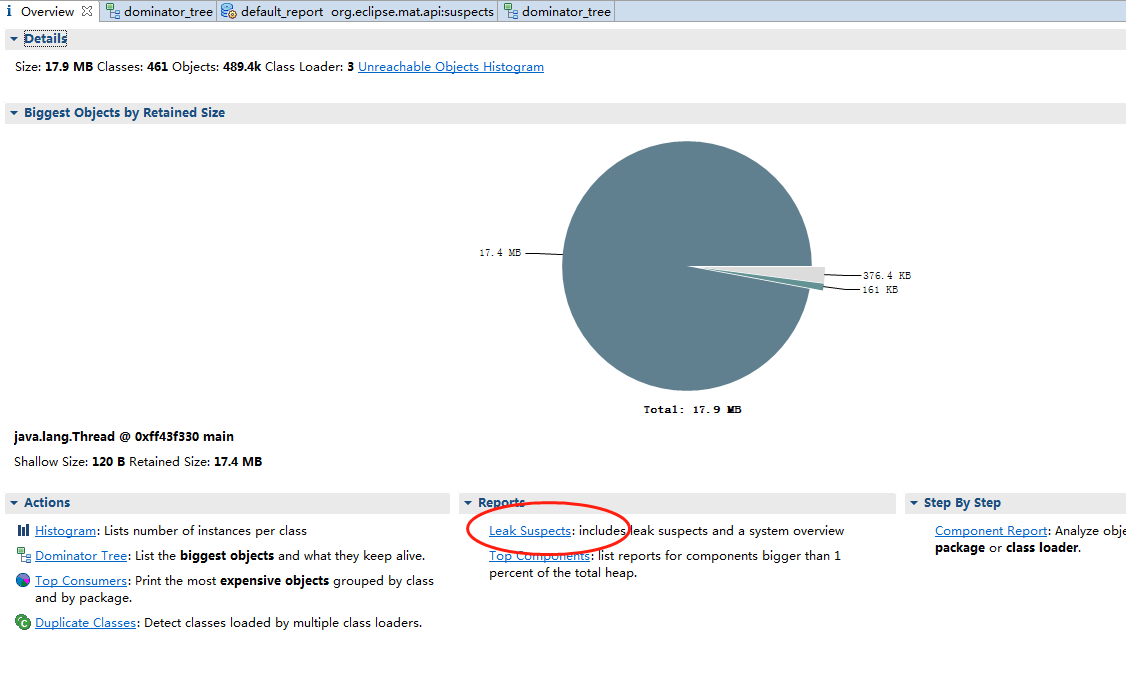 Overview dominator_tree default_report org.eclipse.mat.api:suspects dominator_tree
Details
Size: 17.9 MB Classes: 461 Objects: 489.4k Class Loader: 3 Unreachable Objects Histogram
Biggest Objects by Retained Size
17.4 MB
376.4 KB
161 KB
Total: 17.9 MB
java.lang.Thread @ 0xff43f330 main
Shallow Size: 120 B Retained Size: 17.4 MB
Actions
Histogram: Lists number of instances per class
Dominator Tree: List the biggest objects and what they keep alive.
Top Consumers: Print the most expensive objects grouped by class
and by package.
Duplicate Classes: Detect classes loaded by multiple class loaders.
Reports
Leak Suspects: includes leak suspects and a system overview
Top Components: list reports for components bigger than 1
percent of the total heap.
Step By Step
Component Report: Analyze obje
package or class loader.